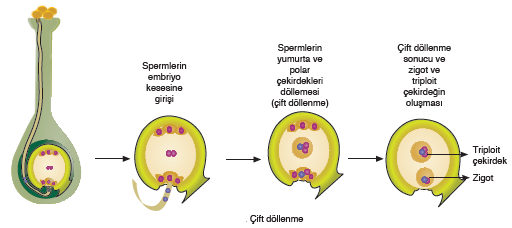 Spermlerin
embriyo
kesesine
girişi
Spermlerin
yumurta ve
polar
çekirdekleri
döllemesi
(çift döllenme)
Çift döllenme
sonucu ve
zigot ve
triploit
çekirdeğin
oluşması
Triploit
çekirdek
Zigot
. Çift döllenme